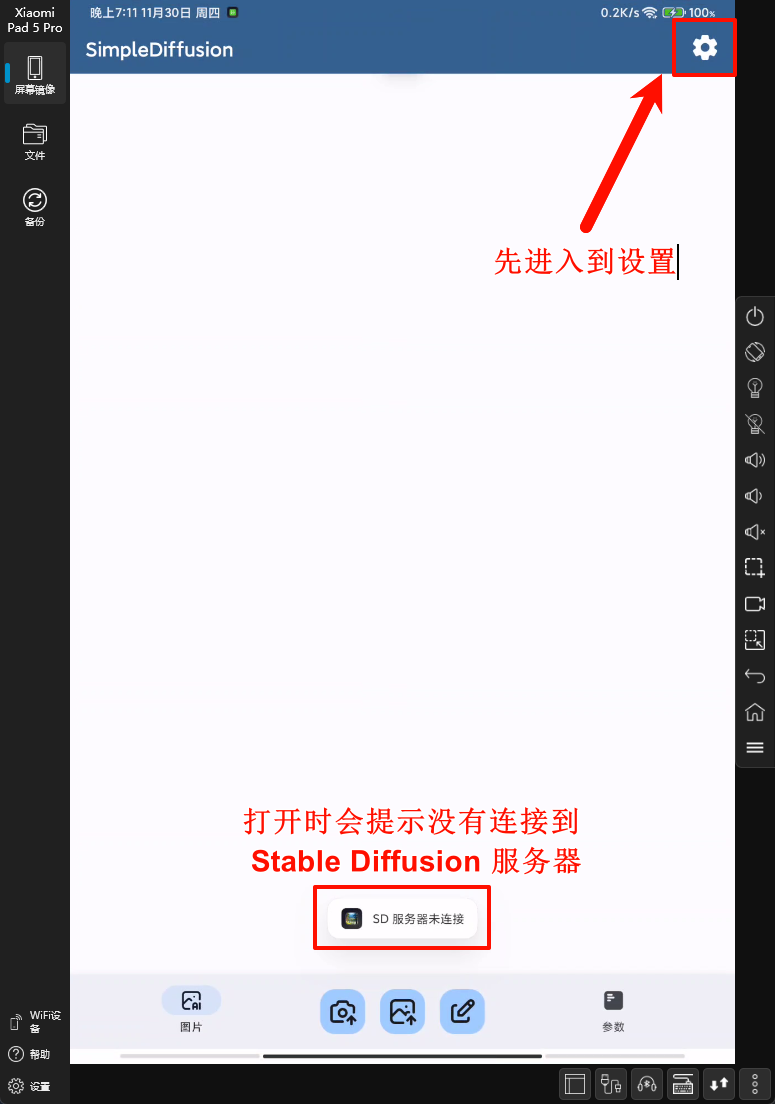 Xiaomi
Pad 5 Pro
晚上7:11 11月30日 周四
0.2K/s
100%
SimpleDiffusion
屏幕镜像
文件
备份
先进入到设置
打开时会提示没有连接到
Stable Diffusion 服务器
SD 服务器未连接
AI
图片
参数
WiFi设
备
帮助
设置